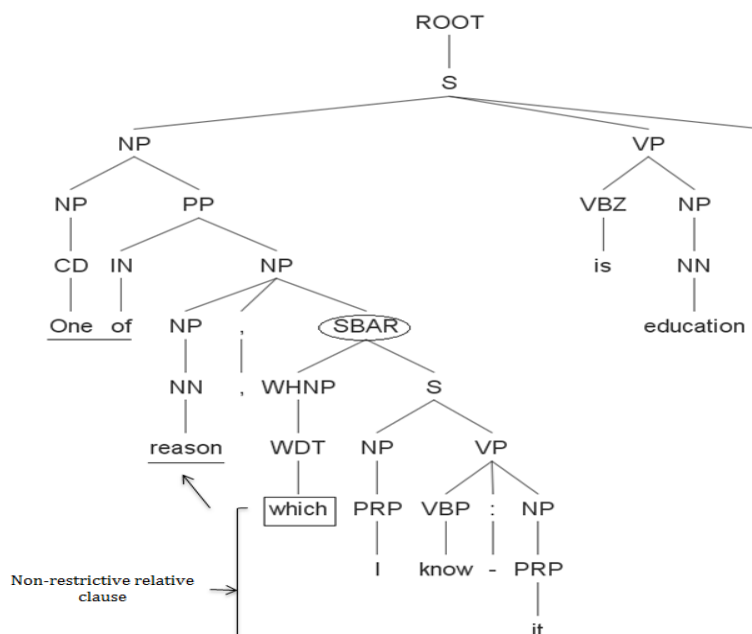 ROOT
S
NP VP
NP PP VBZ NP
CD IN NP is NN
One of NP , SBAR education
NN , WHNP S
reason WDT NP VP
which PRP VBP : NP
I know - PRP
Non-restrictive relative
clause
it